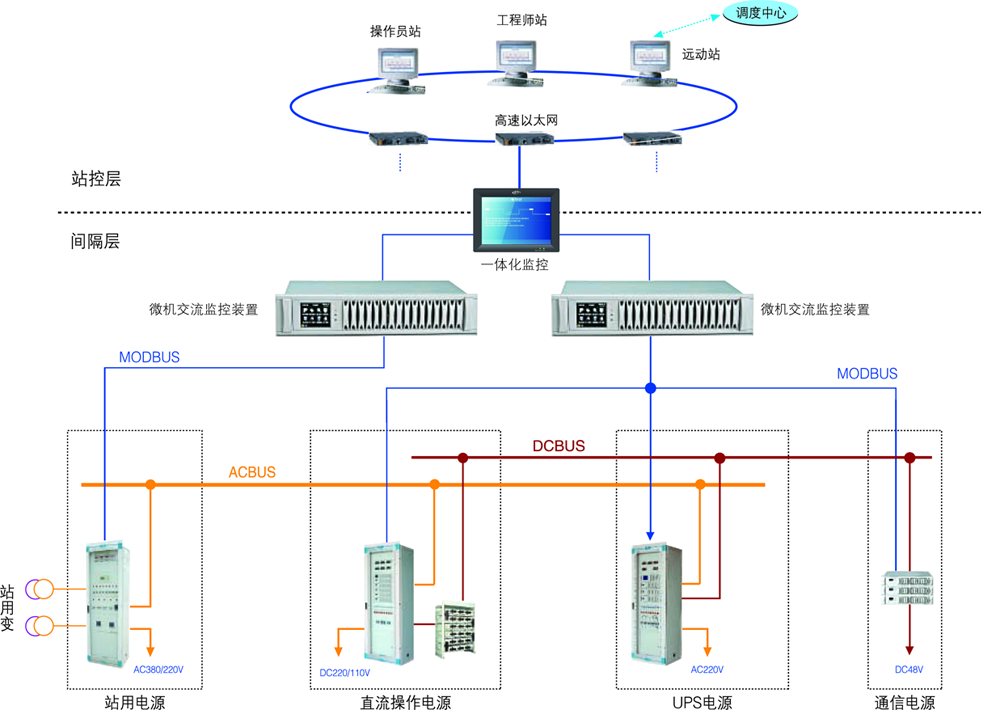 调度中心
操作员站
工程师站
远动站
高速以太网
站控层
间隔层
一体化监控
微机交流监控装置
微机交流监控装置
MODBUS
MODBUS
DCBUS
ACBUS
站用变
AC380/220V
DC220/110V
AC220V
DC48V
站用电源
直流操作电源
UPS电源
通信电源